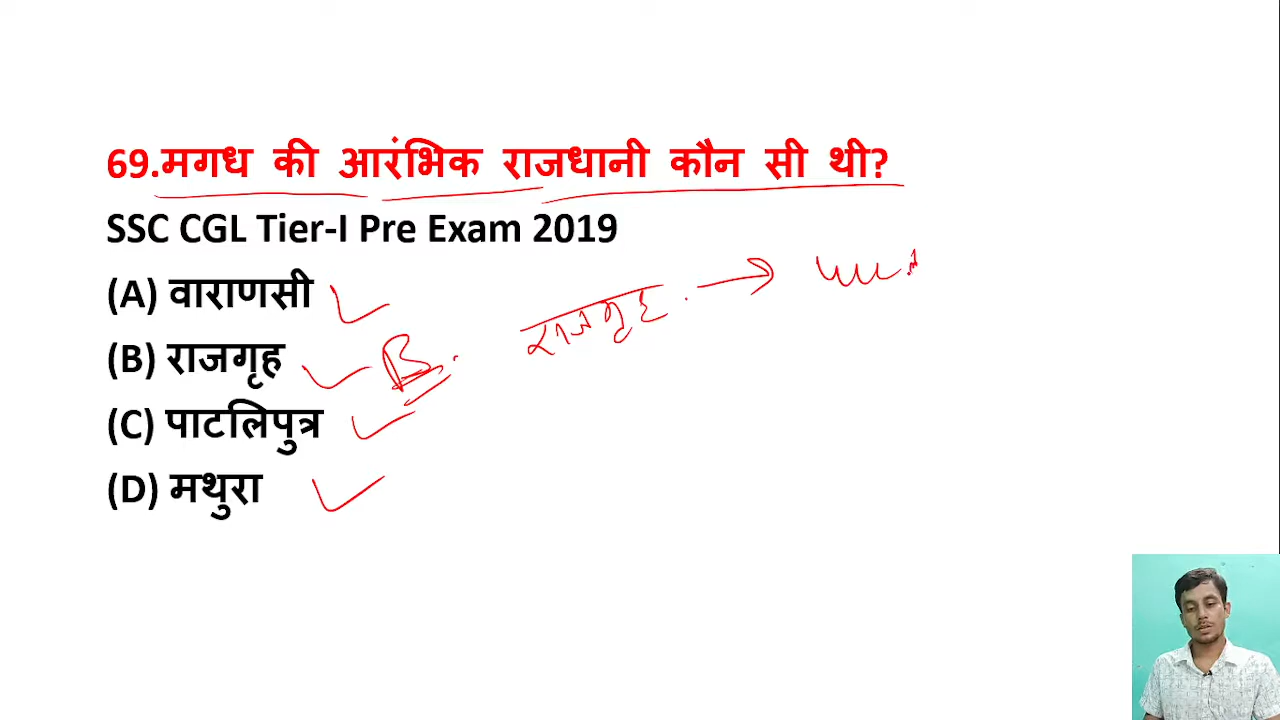 69.मगध की आरंभिक राजधानी कौन सी थी?
SSC CGL Tier-I Pre Exam 2019
(A) वाराणसी
(B) राजगृह
B.
राजगृह
(C) पाटलिपुत्र
(D) मथुरा